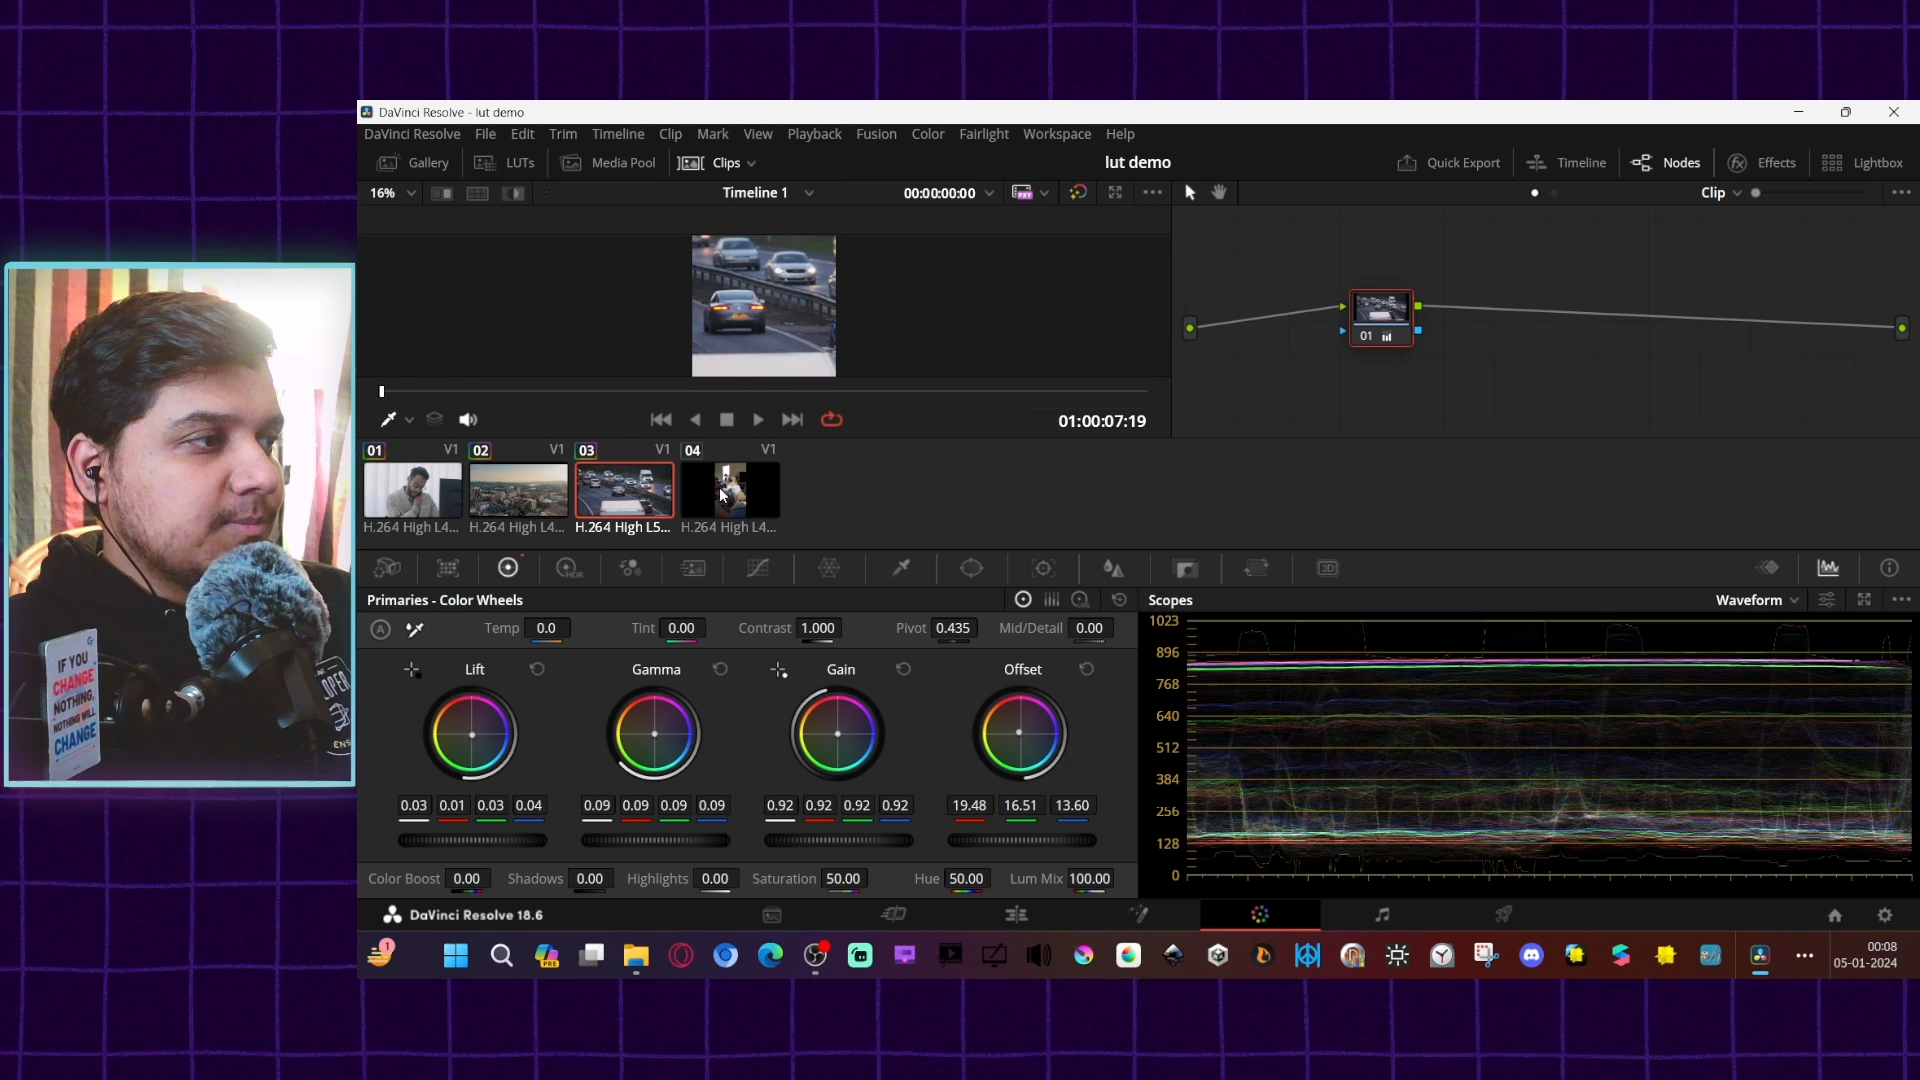 DaVinci Resolve - lut demo
DaVinci Resolve File Edit Trim Timeline Clip Mark View Playback Fusion Color Fairlight Workspace Help
Gallery LUTs Media Pool Clips lut demo Quick Export Timeline Nodes Effects Lightbox
16% Timeline 1 00:00:00:00 Clip
01
01:00:07:19
01 V1 02 V1 03 V1 04 V1
H.264 High L4... H.264 High L4... H.264 High L5... H.264 High L4...
HDR
3D
Primaries - Color Wheels
LOG
Scopes Waveform
A Temp 0.0 Tint 0.00 Contrast 1.000 Pivot 0.435 Mid/Detail 0.00
Lift Gamma Gain Offset
0.03 0.01 0.03 0.04 0.09 0.09 0.09 0.09 0.92 0.92 0.92 0.92 19.48 16.51 13.60
Color Boost 0.00 Shadows 0.00 Highlights 0.00 Saturation 50.00 Hue 50.00 Lum Mix 100.00
1023
896
768
640
512
384
256
128
0
DaVinci Resolve 18.6
1
PRE
00:08
05-01-2024
IF YOU
CHANGE
NOTHING,
NOTHING WILL
CHANGE